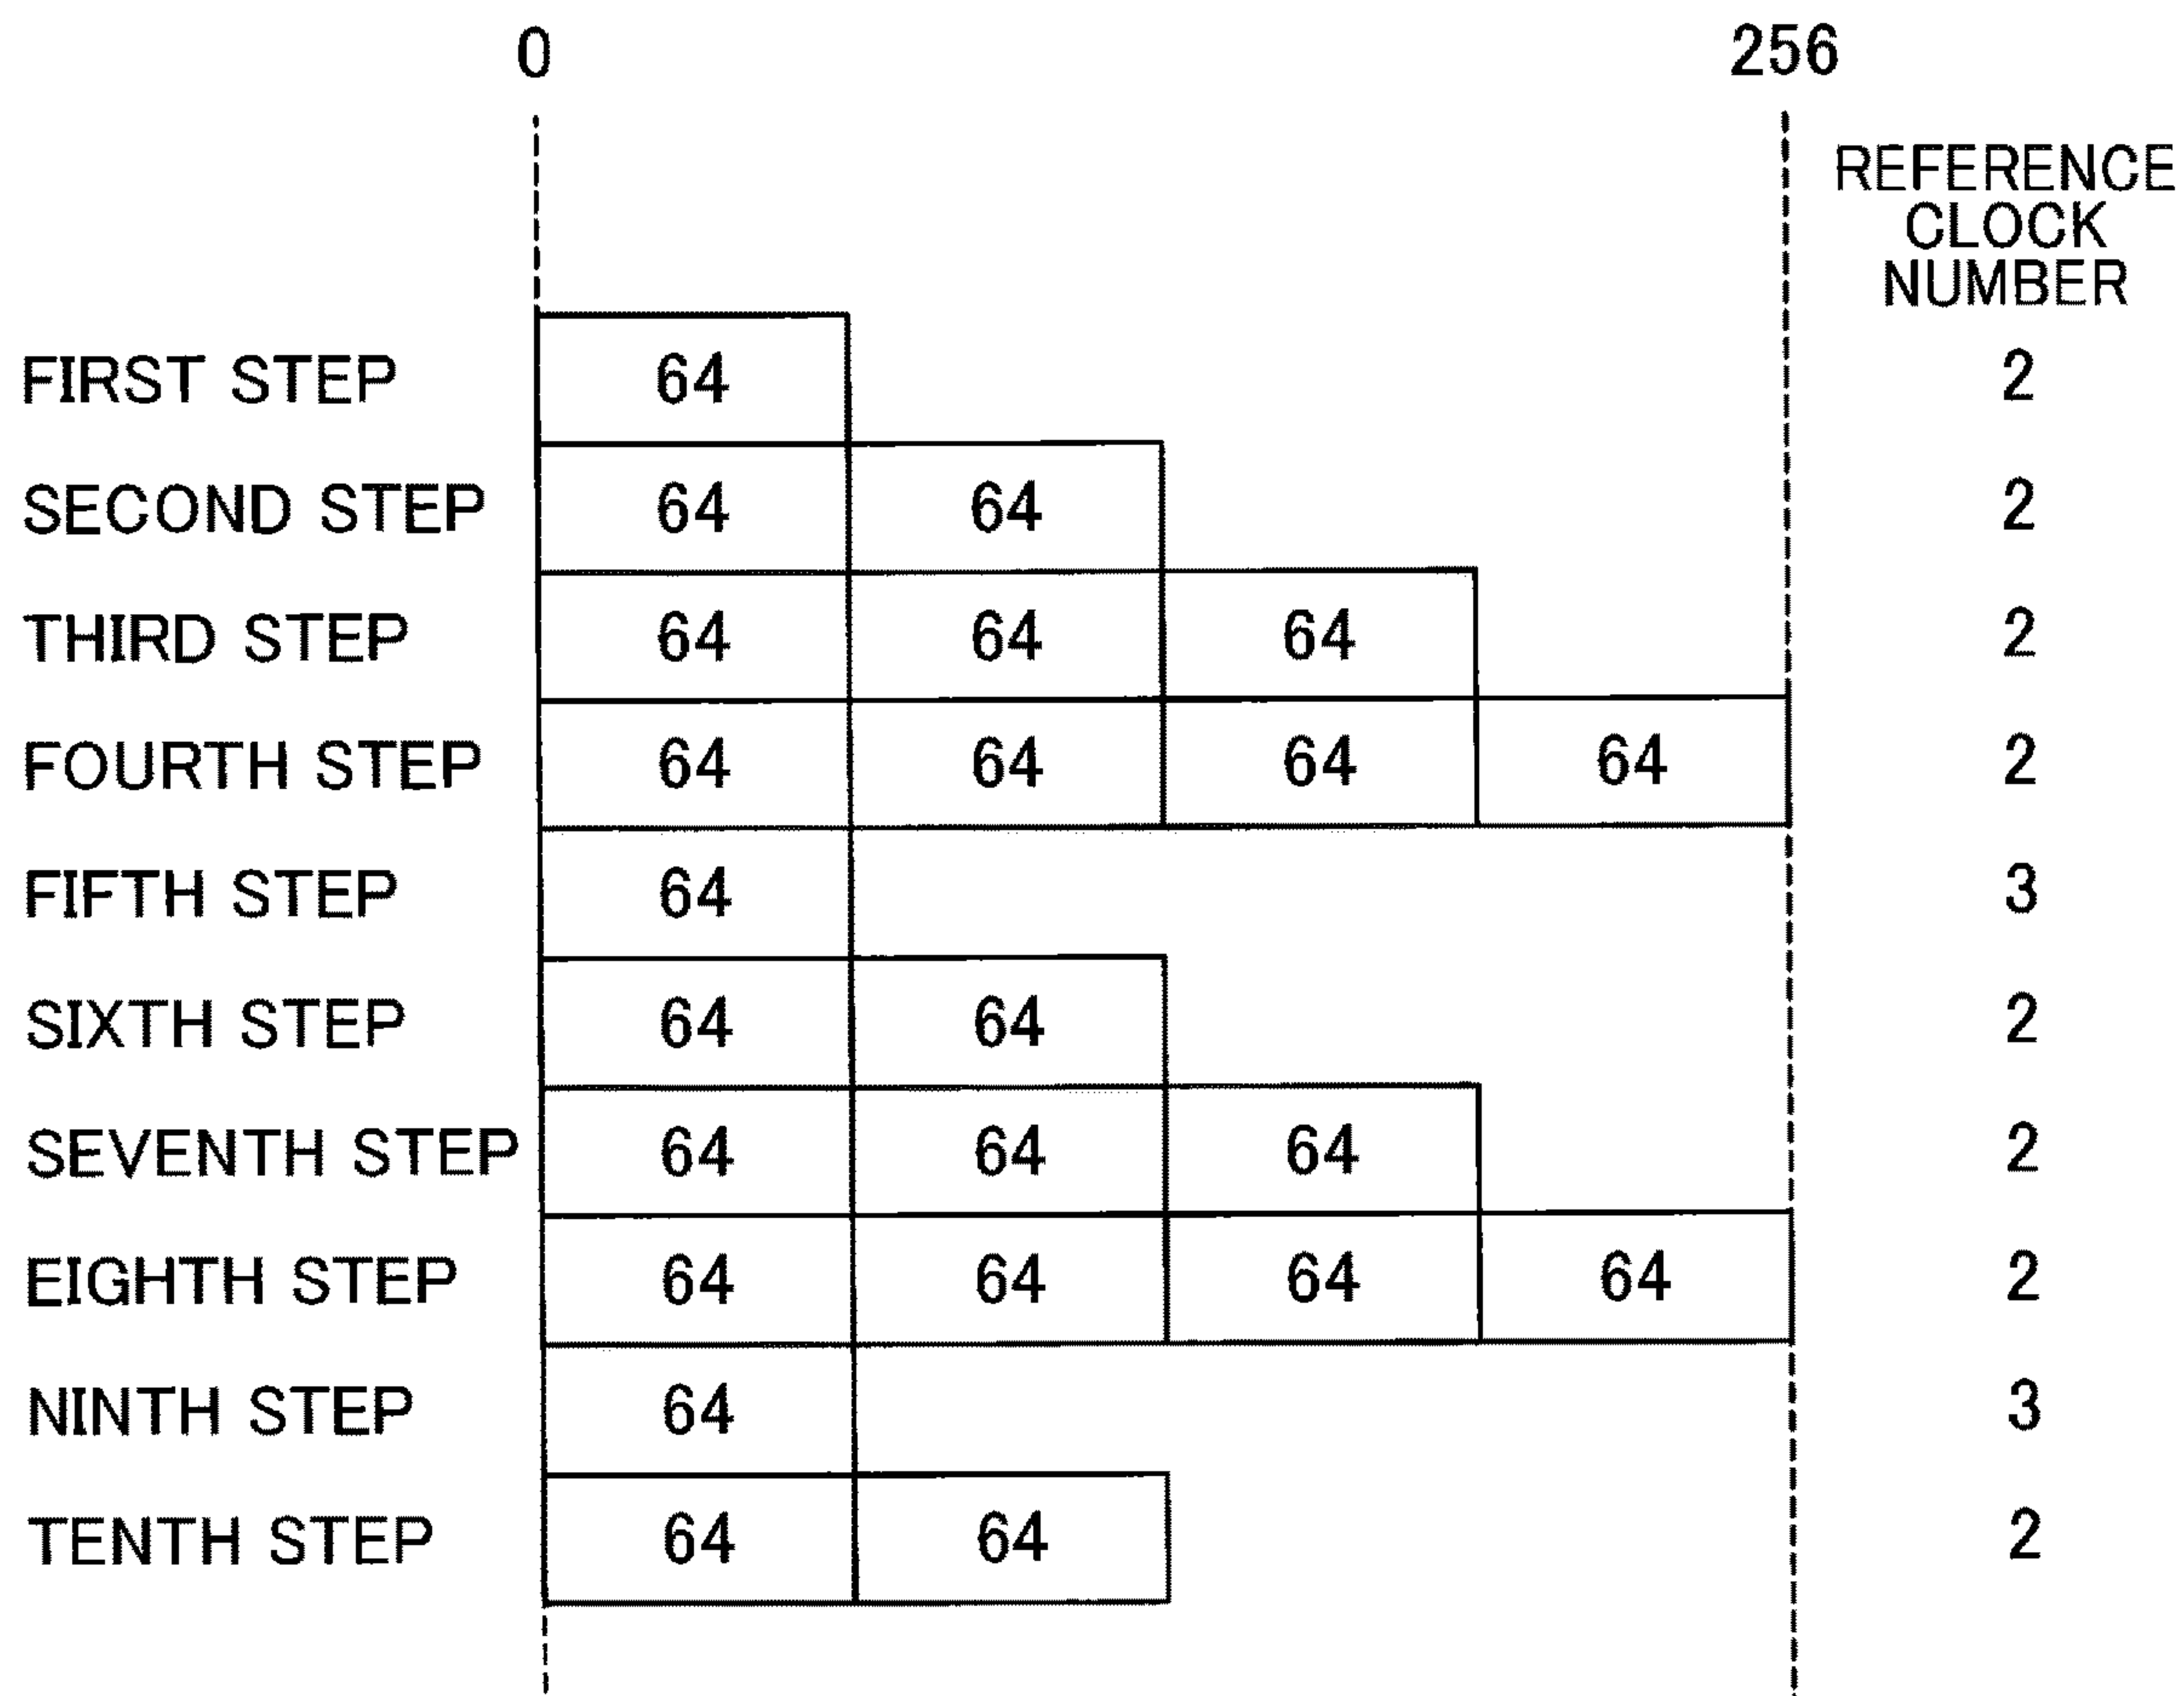 0 256
REFERENCE
CLOCK
NUMBER
FIRST STEP 64 2
SECOND STEP 64 64 2
THIRD STEP 64 64 64 2
FOURTH STEP 64 64 64 64 2
FIFTH STEP 64 3
SIXTH STEP 64 64 2
SEVENTH STEP 64 64 64 2
EIGHTH STEP 64 64 64 64 2
NINTH STEP 64 3
TENTH STEP 64 64 2